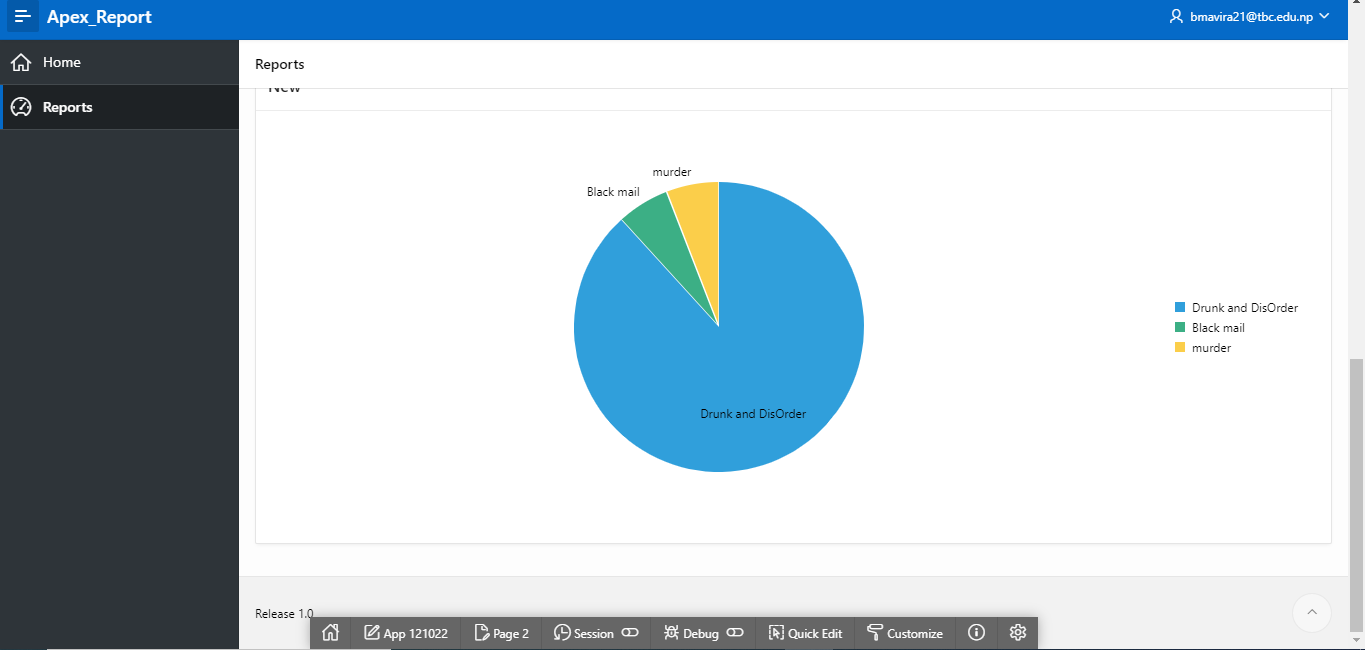 Apex_Report
bmavira21@tbc.edu.np
Home
Reports
Reports
New
murder
Black mail
Drunk and DisOrder
Drunk and DisOrder
Black mail
murder
Release 1.0
App 121022
Page 2
Session
Debug
Quick Edit
Customize